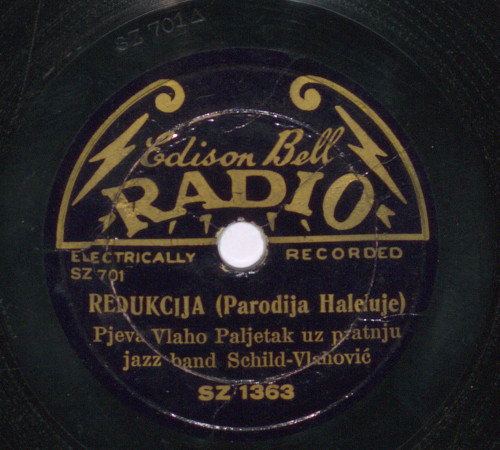 SZ 701 A
Edison Bell
RADIO
ELECTRICALLY RECORDED
SZ 701
REDUKCIJA (Parodija Haleluje)
Pjeva Vlaho Paljetak uz pratnju
jazz band Schild-Vlahović
SZ 1363